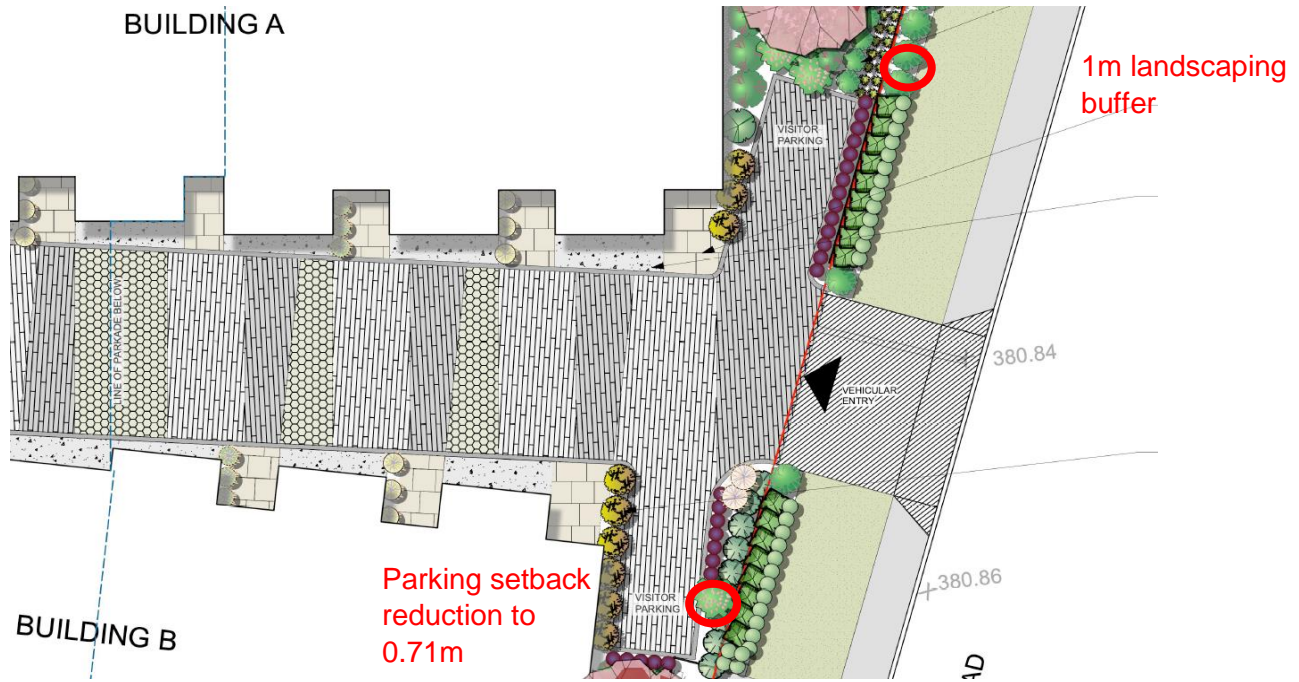 BUILDING A
1m landscaping
buffer
VISITOR
PARKING
LINE OF PARKADE BELOW
380.84
VEHICULAR
ENTRY
Parking setback
reduction to
0.71m
VISITOR
PARKING
380.86
BUILDING B
AD